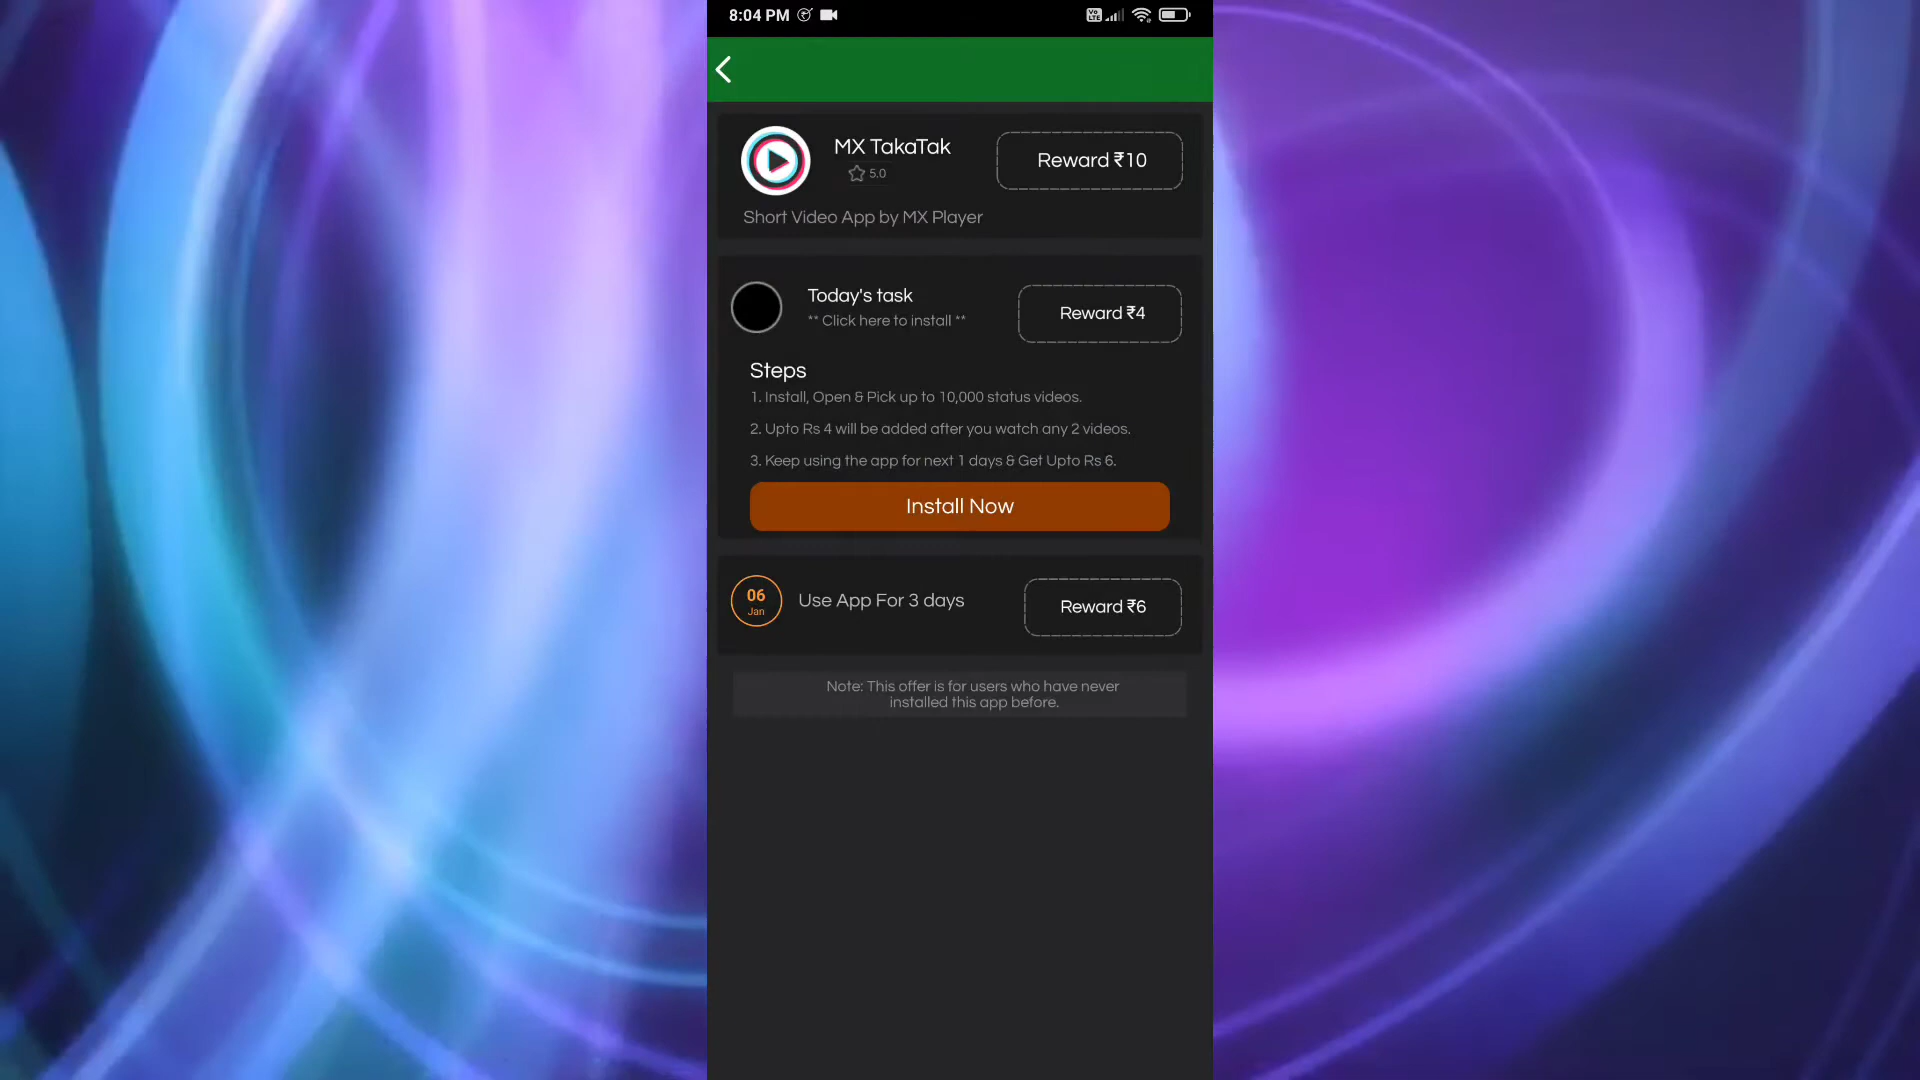 8:04 PM
Vo LTE
MX TakaTak
5.0
Reward ₹10
Short Video App by MX Player
Today's task
** Click here to install **
Reward ₹4
Steps
1. Install, Open & Pick up to 10,000 status videos.
2. Upto Rs 4 will be added after you watch any 2 videos.
3. Keep using the app for next 1 days & Get Upto Rs 6.
Install Now
06
Jan
Use App For 3 days
Reward ₹6
Note: This offer is for users who have never
installed this app before.